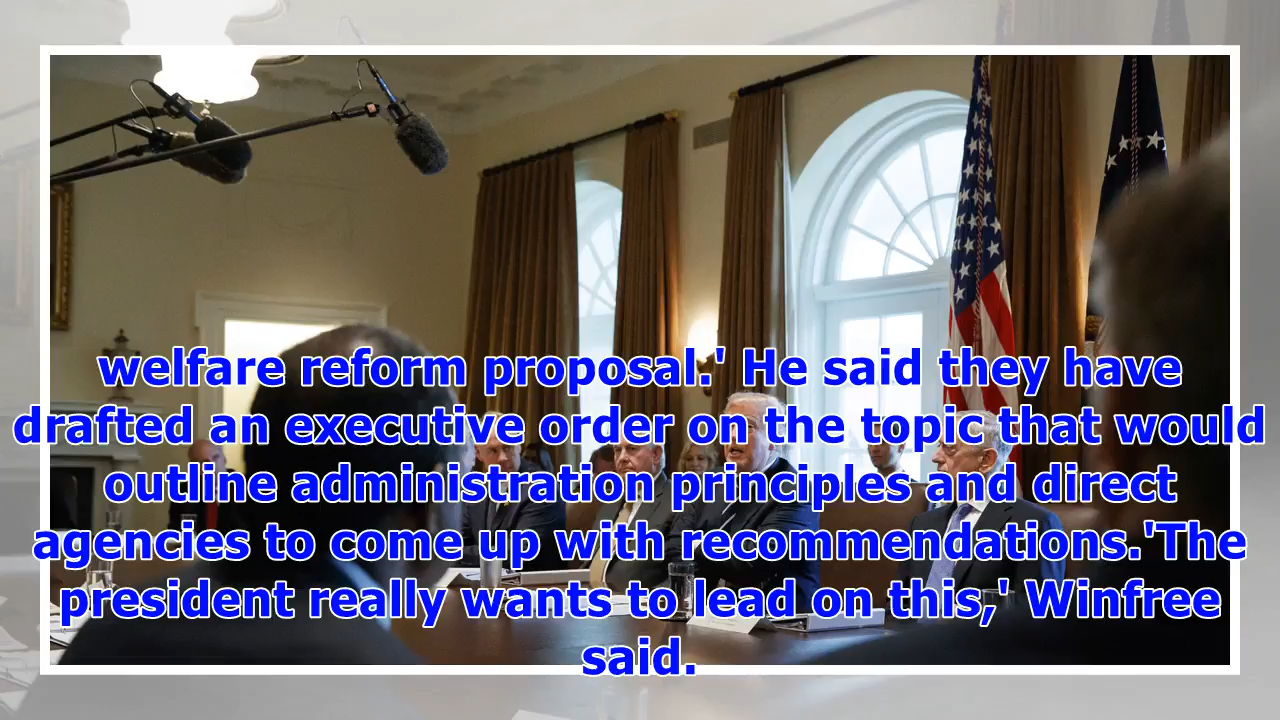 welfare reform proposal.' He said they have
drafted an executive order on the topic that would
outline administration principles and direct
agencies to come up with recommendations.'The
president really wants to lead on this,' Winfree
said.